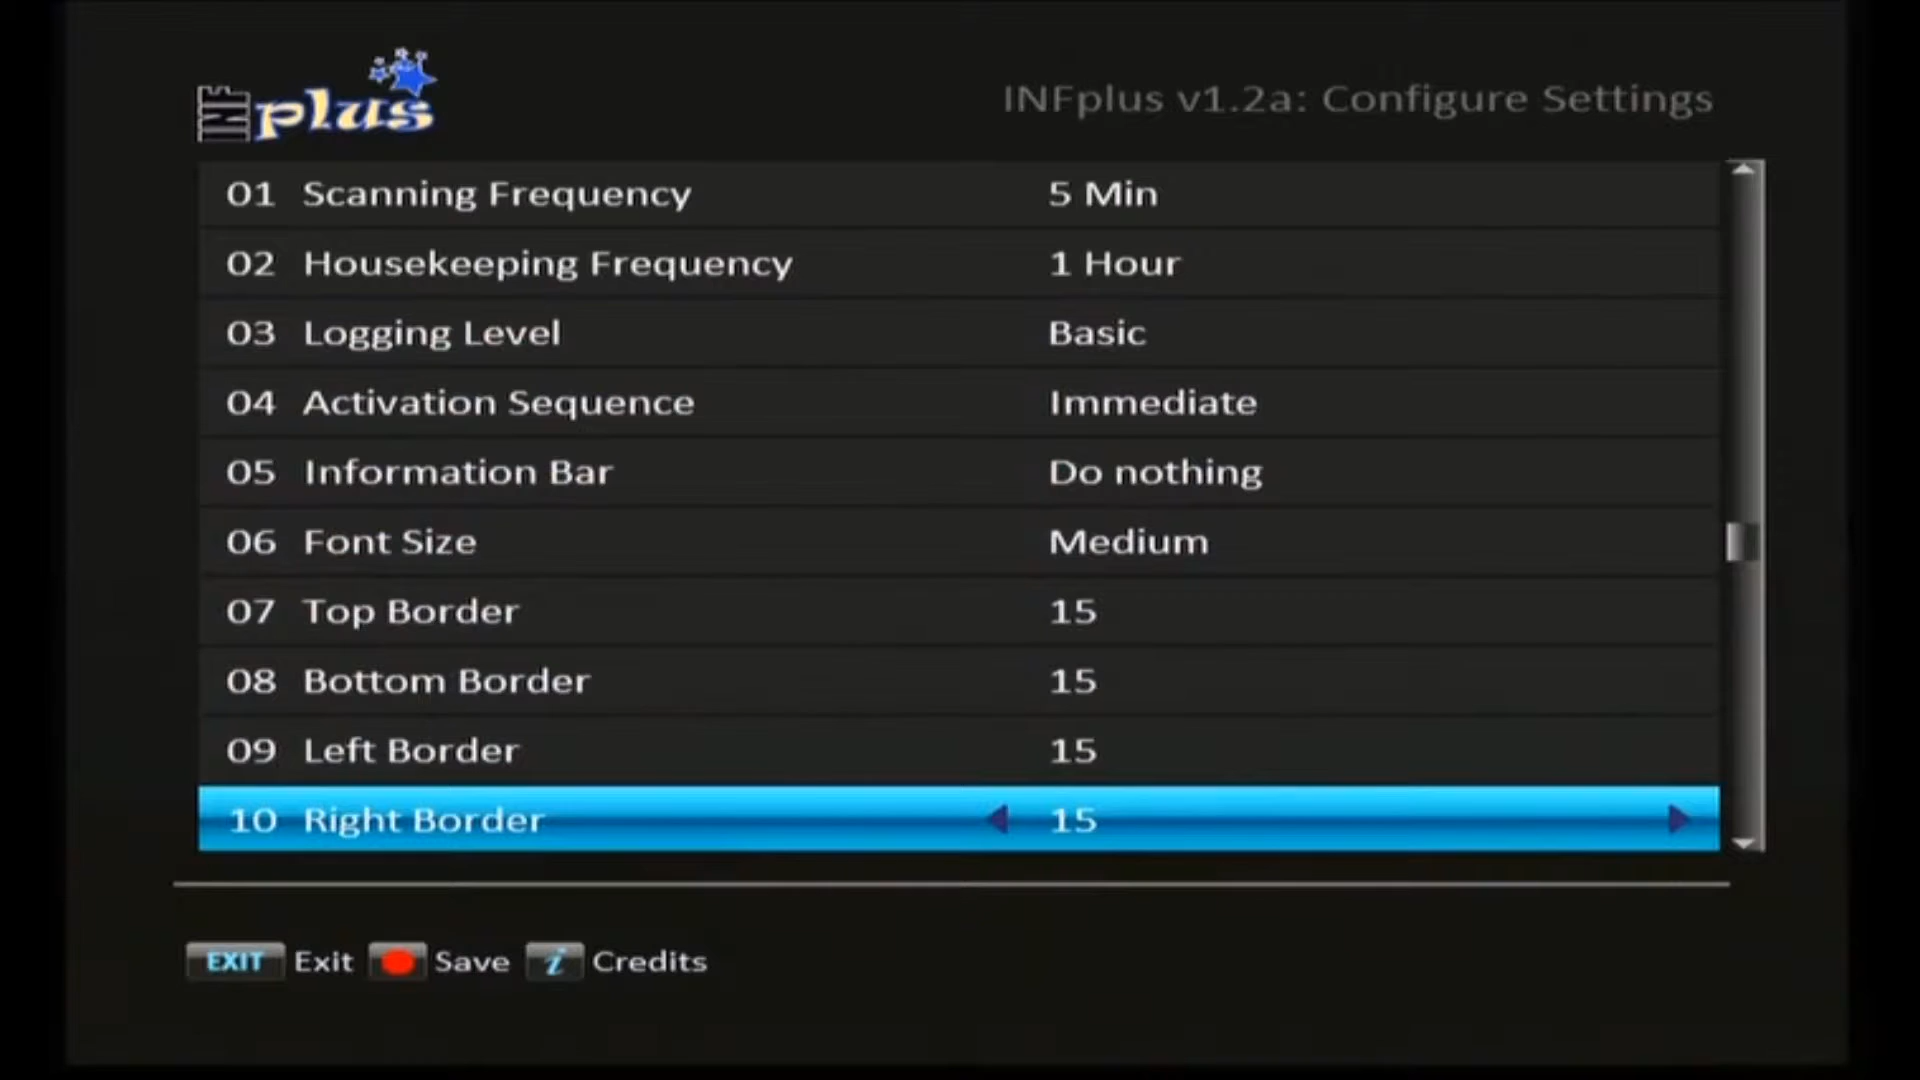 INFplus
INFplus v1.2a: Configure Settings
01 Scanning Frequency 5 Min
02 Housekeeping Frequency 1 Hour
03 Logging Level Basic
04 Activation Sequence Immediate
05 Information Bar Do nothing
06 Font Size Medium
07 Top Border 15
08 Bottom Border 15
09 Left Border 15
10 Right Border 15
EXIT Exit Save i Credits